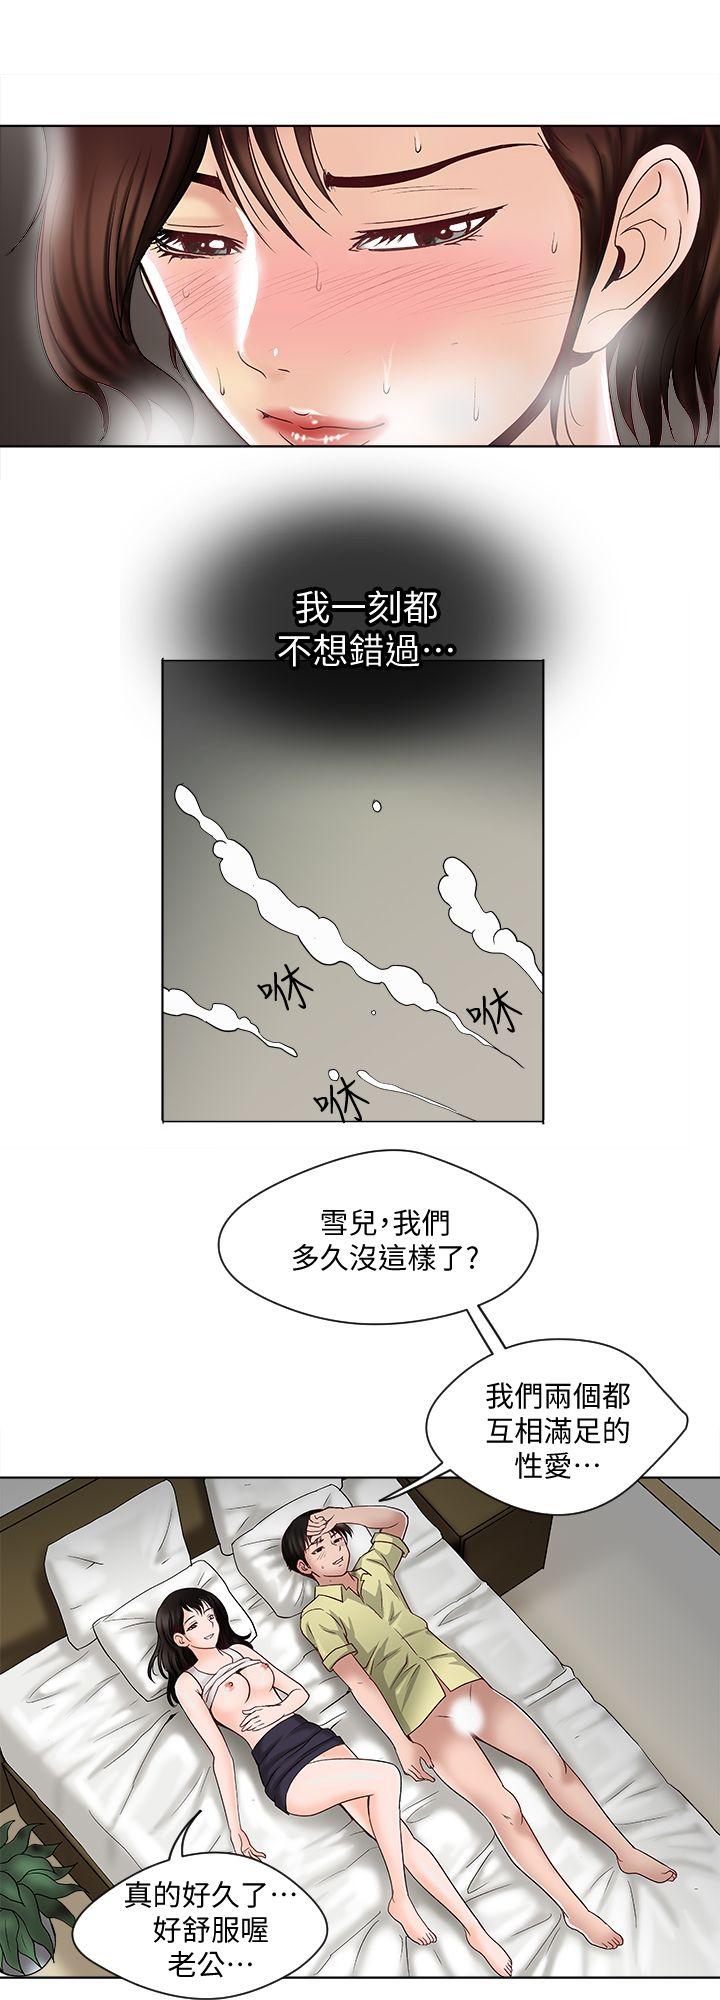 我一刻都
不想錯過…
咻
咻
咻
雪兒,我們
多久沒這樣了?
我們兩個都
互相滿足的
性愛…
真的好久了…
好舒服喔
老公…